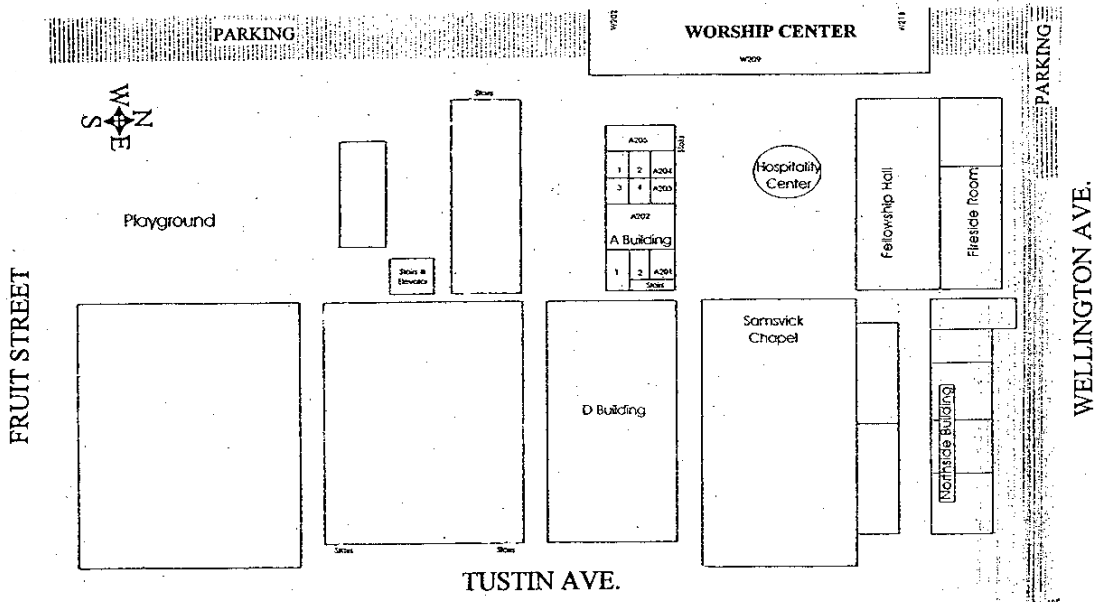 PARKING
WORSHIP CENTER
W209
PARKING
Stairs
W
N
S
E
A205
Stairs
1
2
A204
3
4
A203
A202
A Building
1
2
A201
Stairs
Hospitality
Center
Fellowship Hall
Fireside Room
Playground
Stairs &
Elevator
FRUIT STREET
WELLINGTON AVE.
Samsvick
Chapel
D Building
Northside Building
Stairs
Stairs
TUSTIN AVE.